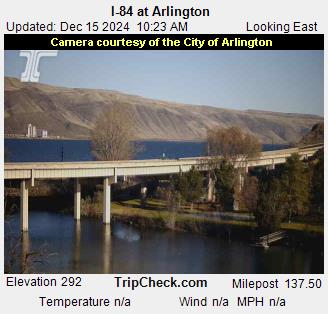 I-84 at Arlington
Updated: Dec 15 2024 10:23 AM Looking East
Camera courtesy of the City of Arlington
Elevation 292 TripCheck.com Milepost 137.50
Temperature n/a Wind n/a MPH n/a